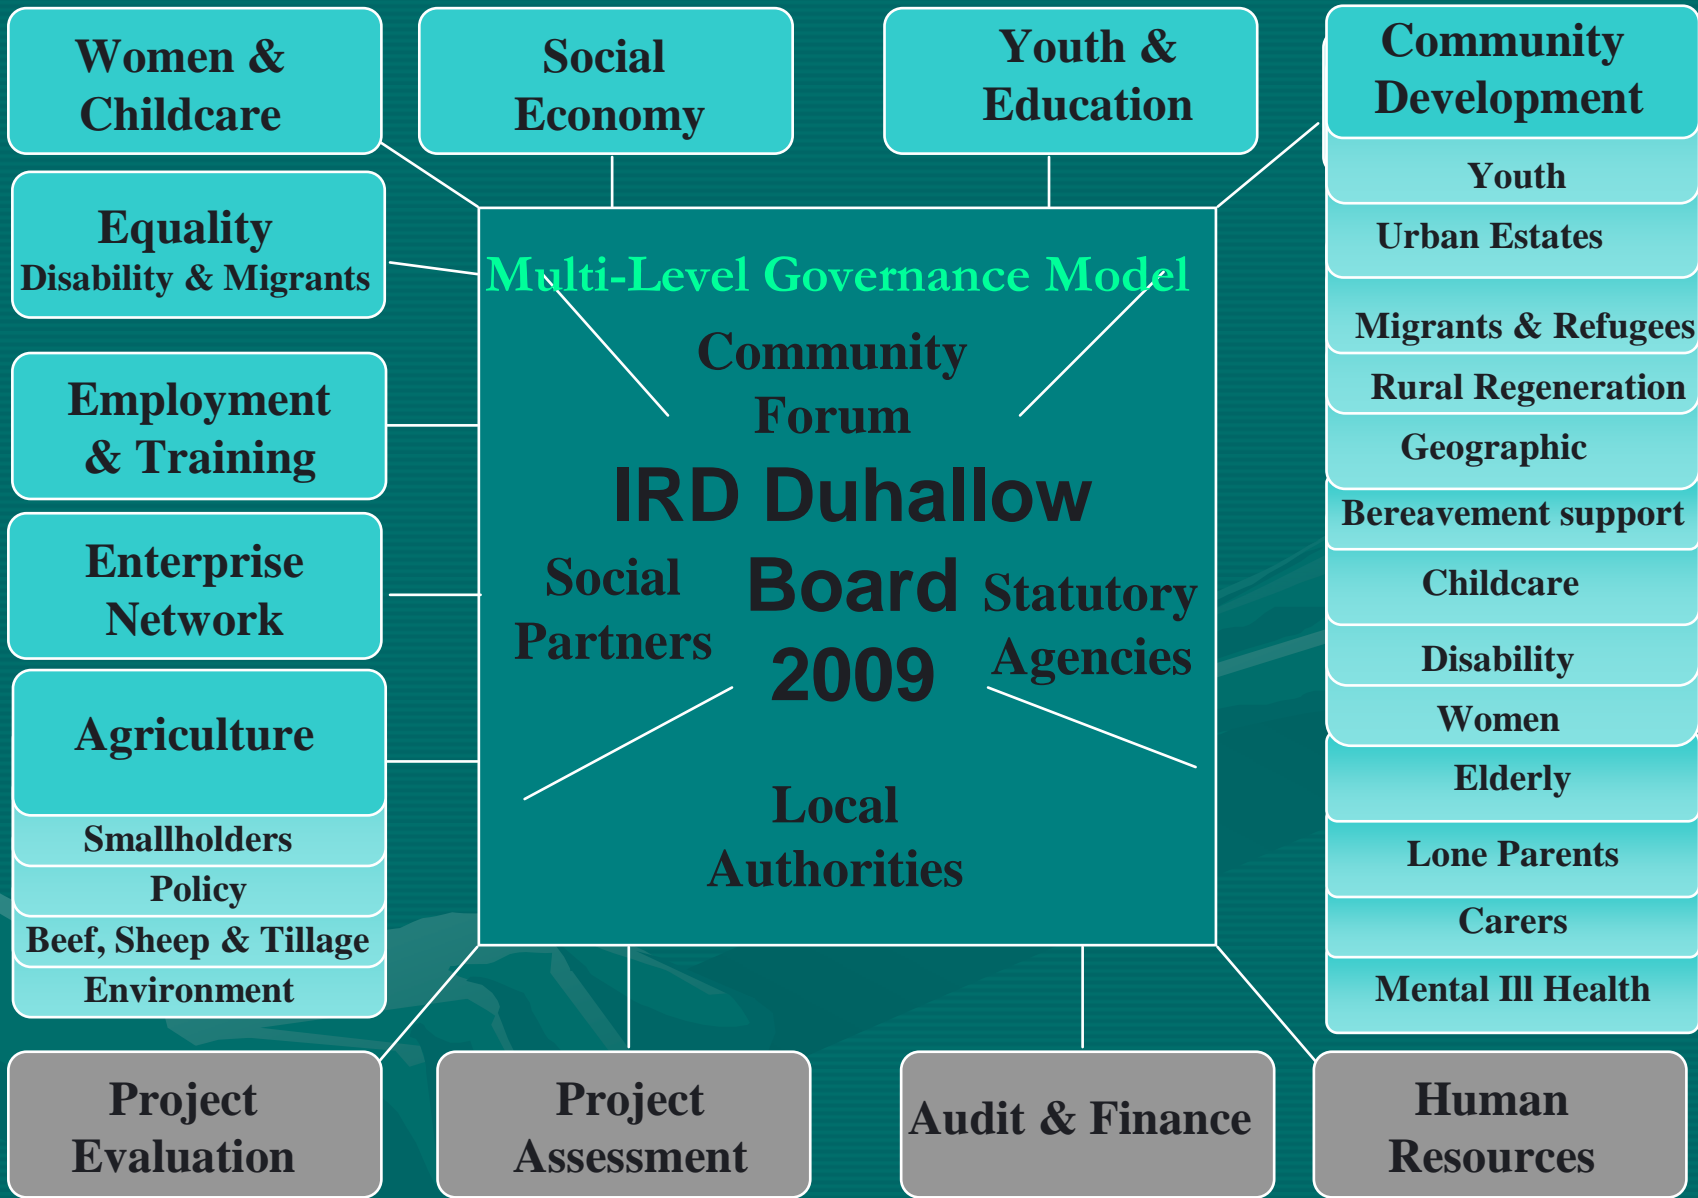 Women &
Childcare
Social
Economy
Youth &
Education
Community
Development
Equality
Disability & Migrants
Employment
& Training
Enterprise
Network
Agriculture
Smallholders
Policy
Beef, Sheep & Tillage
Environment
Multi-Level Governance Model
Community
Forum
IRD Duhallow
Board
2009
Social
Partners
Statutory
Agencies
Local
Authorities
Youth
Urban Estates
Migrants & Refugees
Rural Regeneration
Geographic
Bereavement support
Childcare
Disability
Women
Elderly
Lone Parents
Carers
Mental Ill Health
Project
Evaluation
Project
Assessment
Audit & Finance
Human
Resources